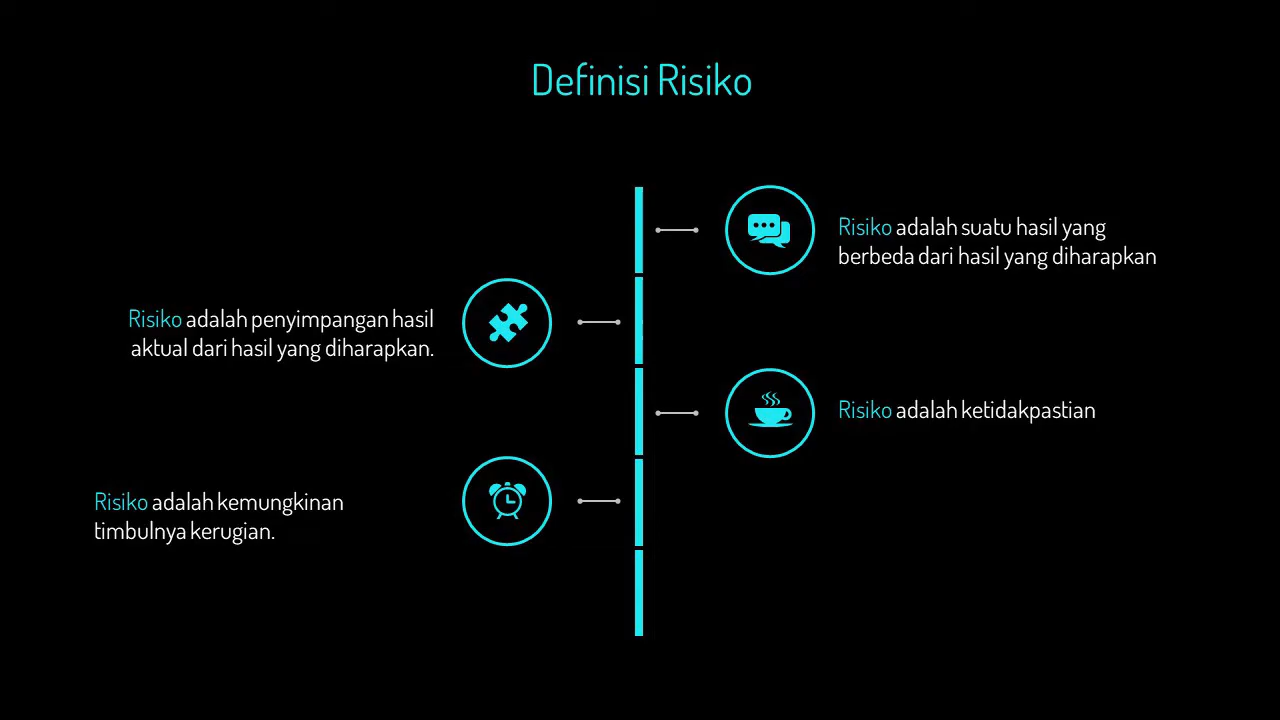 Definisi Risiko
Risiko adalah suatu hasil yang
berbeda dari hasil yang diharapkan
Risiko adalah penyimpangan hasil
aktual dari hasil yang diharapkan.
Risiko adalah ketidakpastian
Risiko adalah kemungkinan
timbulnya kerugian.